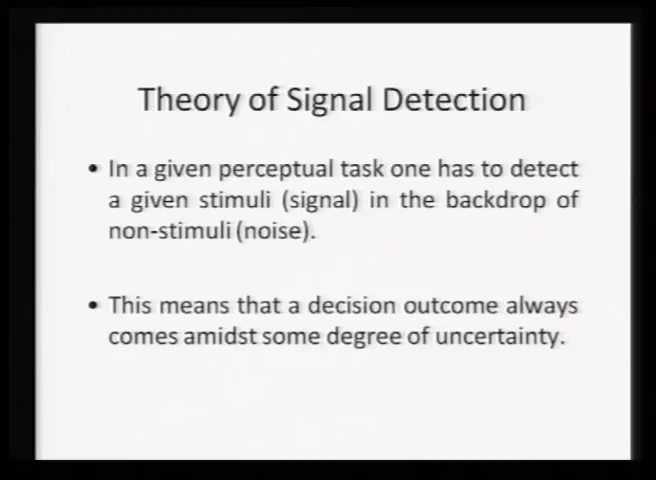 Theory of Signal Detection
• In a given perceptual task one has to detect
a given stimuli (signal) in the backdrop of
non-stimuli (noise).
• This means that a decision outcome always
comes amidst some degree of uncertainty.